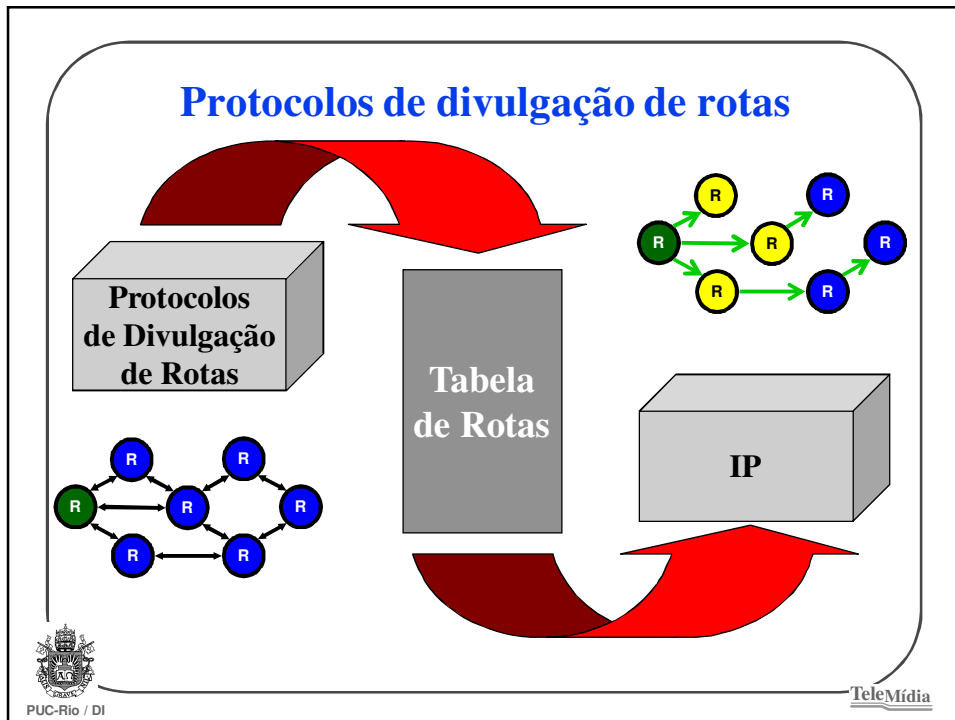 Protocolos de divulgação de rotas
R
R
R
R
R
R
R
Protocolos
de Divulgação
de Rotas
Tabela
de Rotas
IP
R
R
R
R
R
R
R
PUC-Rio / DI
TeleMídia